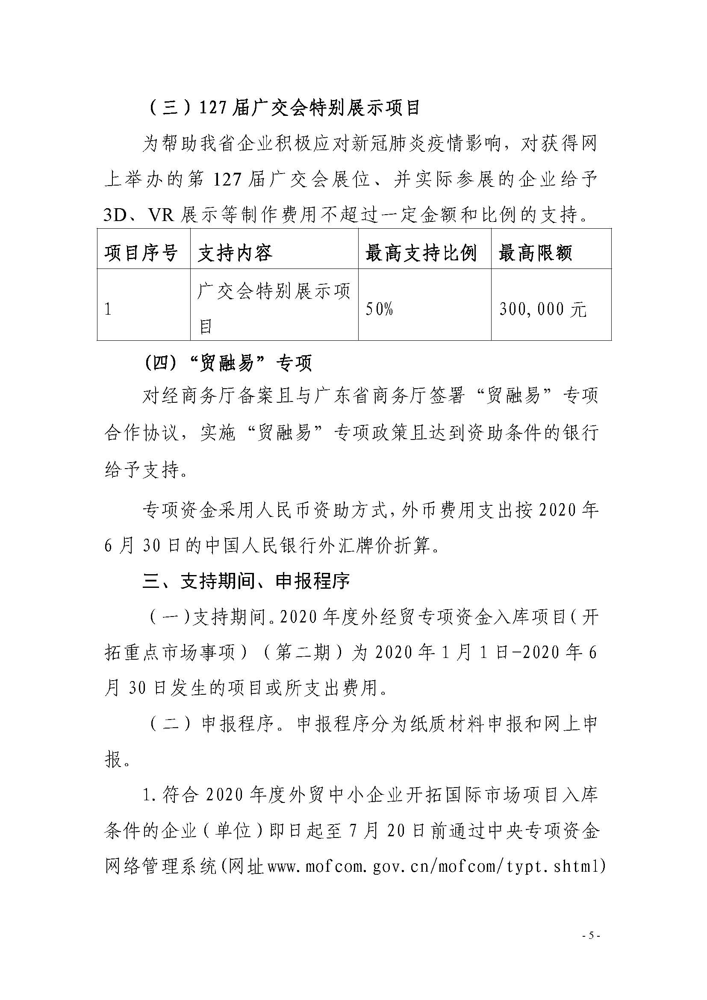 （三）127 届广交会特别展示项目
为帮助我省企业积极应对新冠肺炎疫情影响，对获得网
上举办的第 127 届广交会展位、并实际参展的企业给予
3D、VR 展示等制作费用不超过一定金额和比例的支持。
项目序号 支持内容 最高支持比例 最高限额
1 广交会特别展示项目 50% 300,000 元
(四) “贸融易”专项
对经商务厅备案且与广东省商务厅签署“贸融易”专项
合作协议，实施“贸融易”专项政策且达到资助条件的银行
给予支持。
专项资金采用人民币资助方式,外币费用支出按 2020 年
6 月 30 日的中国人民银行外汇牌价折算。
三、支持期间、申报程序
（一)支持期间。2020 年度外经贸专项资金入库项目（开
拓重点市场事项）（第二期）为 2020 年 1 月 1 日-2020 年 6
月 30 日发生的项目或所支出费用。
（二）申报程序。申报程序分为纸质材料申报和网上申
报。
1.符合 2020 年度外贸中小企业开拓国际市场项目入库
条件的企业（单位）即日起至 7 月 20 日前通过中央专项资金
网络管理系统(网址www.mofcom.gov.cn/mofcom/typt.shtml)
- 5 -